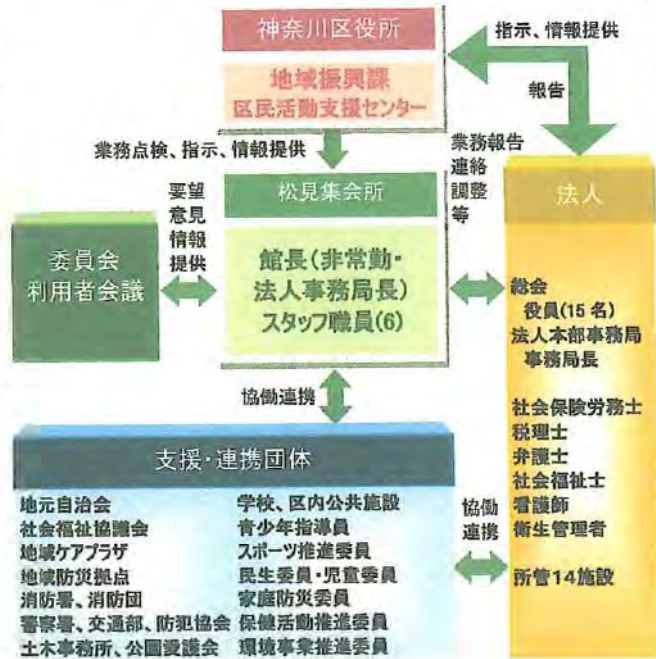 神奈川区役所
地域振興課
区民活動支援センター
指示、情報提供
報告
業務点検、指示、情報提供
業務報告
連絡
調整
等
要望
意見
情報
提供
委員会
利用者会議
松見集会所
館長(非常勤・
法人事務局長)
スタッフ職員(6)
法人
総会
役員(15名)
法人本部事務局
事務局長
社会保険労務士
税理士
弁護士
社会福祉士
看護師
衛生管理者
所管14施設
協働連携
支援・連携団体
地元自治会
社会福祉協議会
地域ケアプラザ
地域防災拠点
消防署、消防団
警察署、交通部、防犯協会
土木事務所、公園愛護会
学校、区内公共施設
青少年指導員
スポーツ推進委員
民生委員・児童委員
家庭防災委員
保健活動推進委員
環境事業推進委員
協働
連携